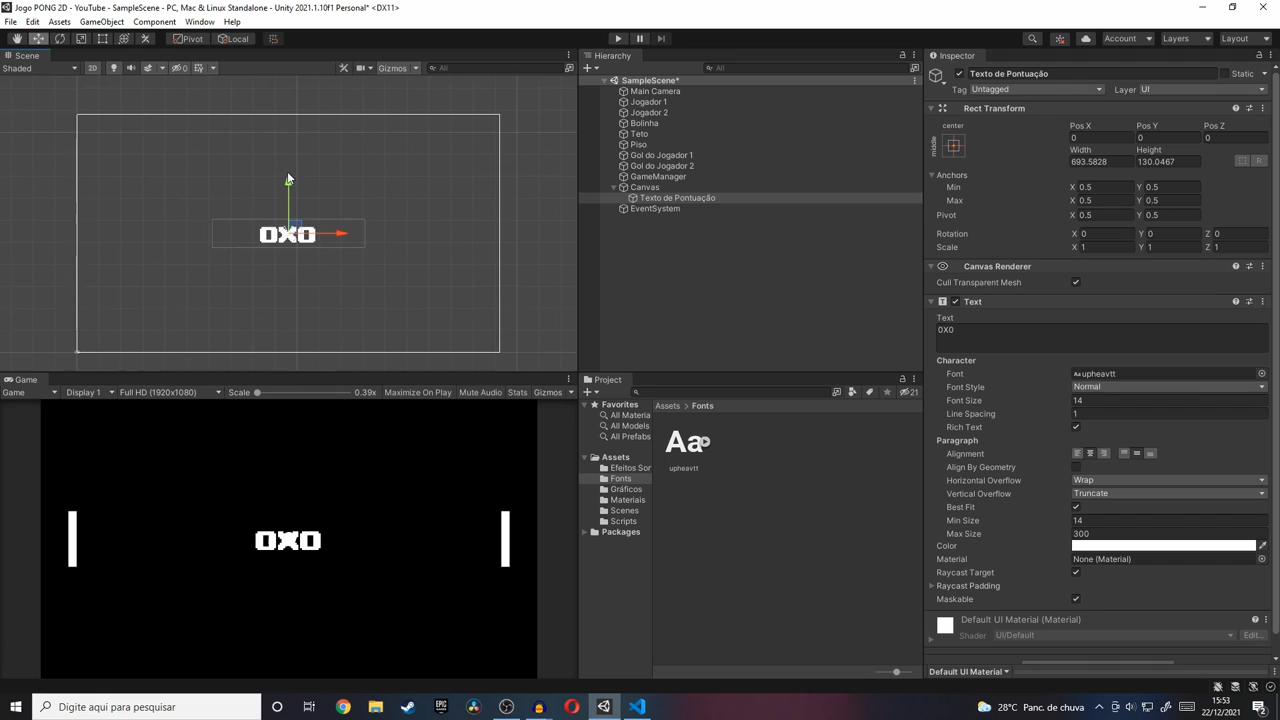 Jogo PONG 2D - YouTube - SampleScene - PC, Mac & Linux Standalone - Unity 2021.1.10f1 Personal* <DX11>
File Edit Assets GameObject Component Window Help
Pivot Local Account Layers Layout
Scene
Shaded 2D 0 Gizmos All
0X0
Hierarchy
All
SampleScene*
Main Camera
Jogador 1
Jogador 2
Bolinha
Teto
Piso
Gol do Jogador 1
Gol do Jogador 2
GameManager
Canvas
Texto de Pontuação
EventSystem
Game
Game Display 1 Full HD (1920x1080) Scale 0.39x Maximize On Play Mute Audio Stats Gizmos
0X0
Project
21
Favorites
All Materia
All Models
All Prefabs
Assets
Efeitos Sor
Fonts
Gráficos
Materiais
Scenes
Scripts
Packages
Assets Fonts
Aa
upheavtt
Inspector
Texto de Pontuação Static
Tag Untagged Layer UI
Rect Transform
center
middle
Pos X Pos Y Pos Z
0 0 0
Width Height
693.5828 130.0467
R
Anchors
Min X 0.5 Y 0.5
Max X 0.5 Y 0.5
Pivot X 0.5 Y 0.5
Rotation X 0 Y 0 Z 0
Scale X 1 Y 1 Z 1
Canvas Renderer
Cull Transparent Mesh
Text
Text
0X0
Character
Font Aa upheavtt
Font Style Normal
Font Size 14
Line Spacing 1
Rich Text
Paragraph
Alignment
Align By Geometry
Horizontal Overflow Wrap
Vertical Overflow Truncate
Best Fit
Min Size 14
Max Size 300
Color
Material None (Material)
Raycast Target
Raycast Padding
Maskable
Default UI Material (Material)
Shader UI/Default Edit...
Default UI Material
Digite aqui para pesquisar
EPIC GAMES
28°C Panc. de chuva
15:53
22/12/2021